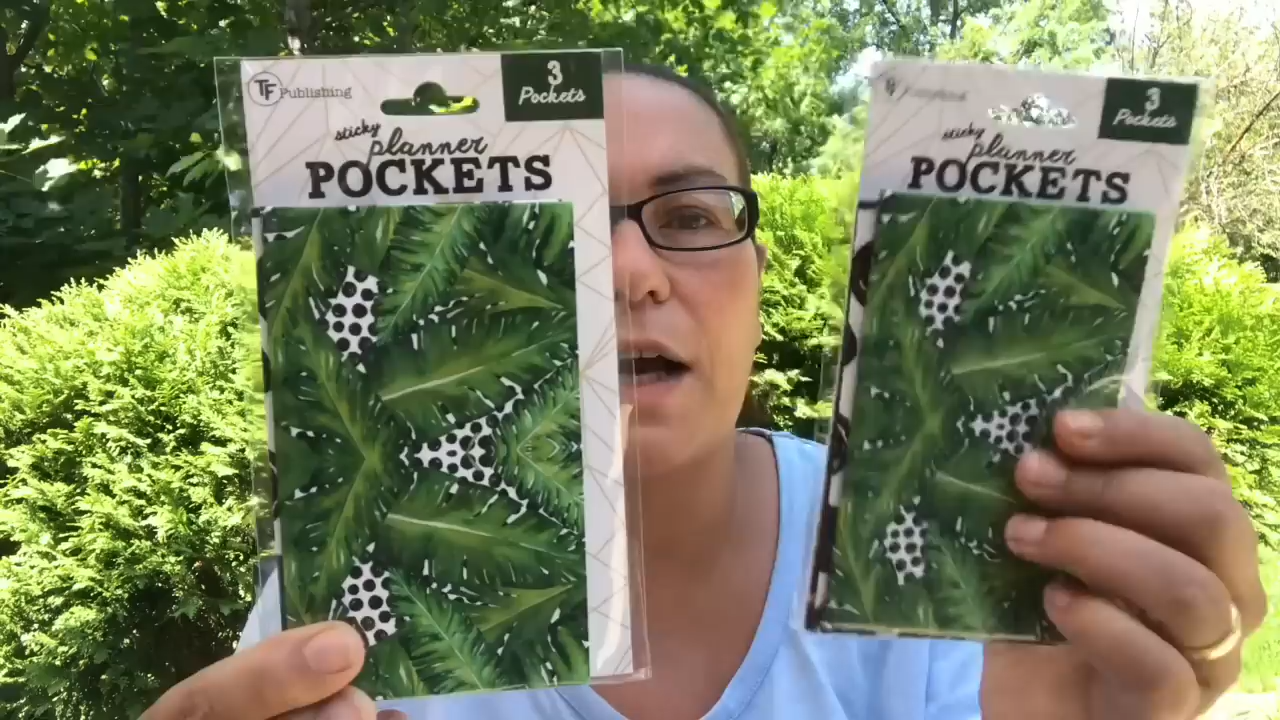 TF Publishing
3
Pockets
sticky
planner
POCKETS
3
Pockets
sticky
planner
POCKETS